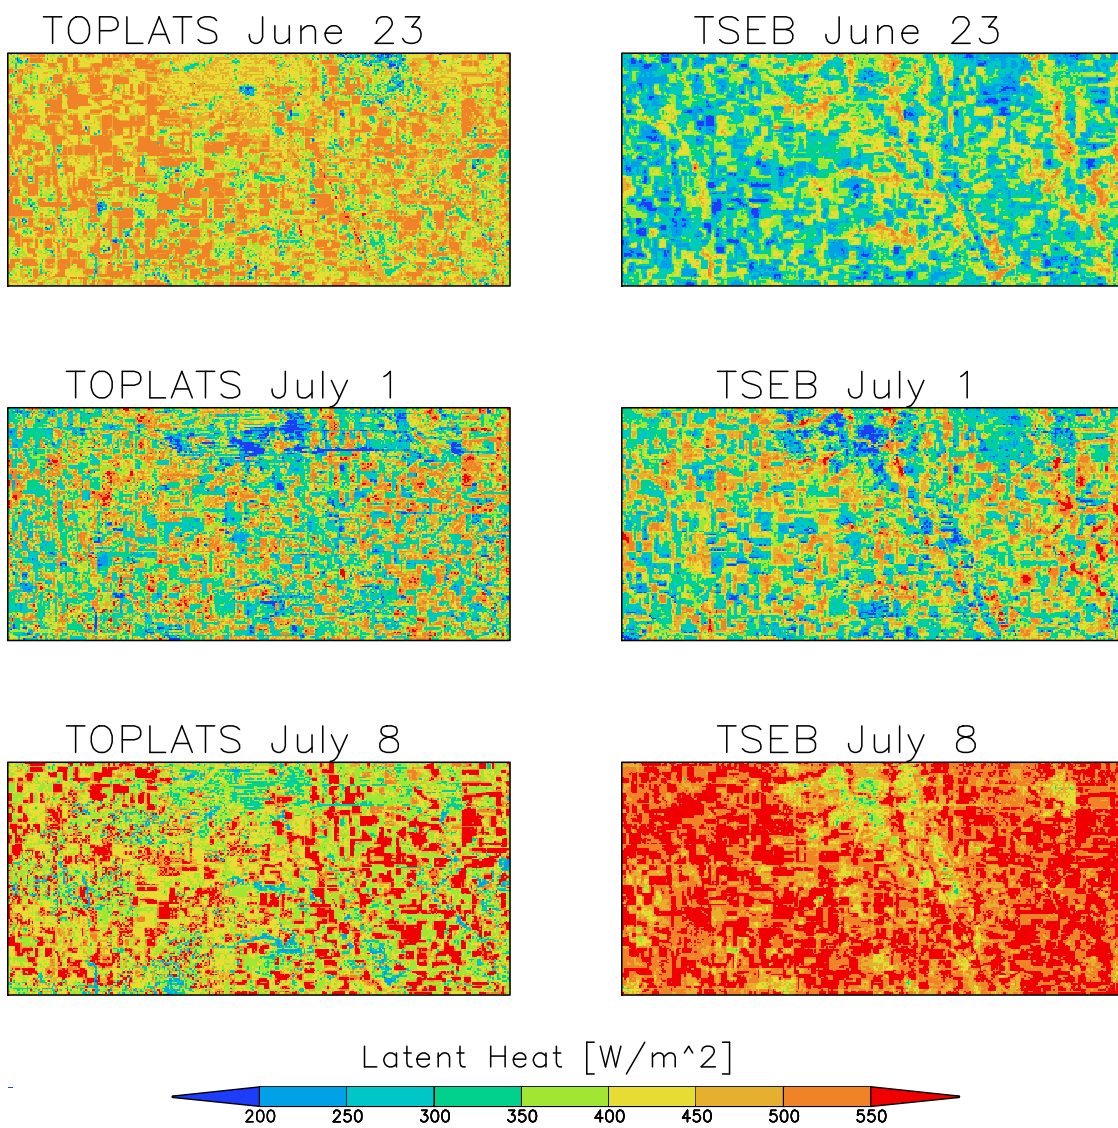 TOPLATS June 23
TSEB June 23
TOPLATS July 1
TSEB July 1
TOPLATS July 8
TSEB July 8
Latent Heat [W/m^2]
200 250 300 350 400 450 500 550